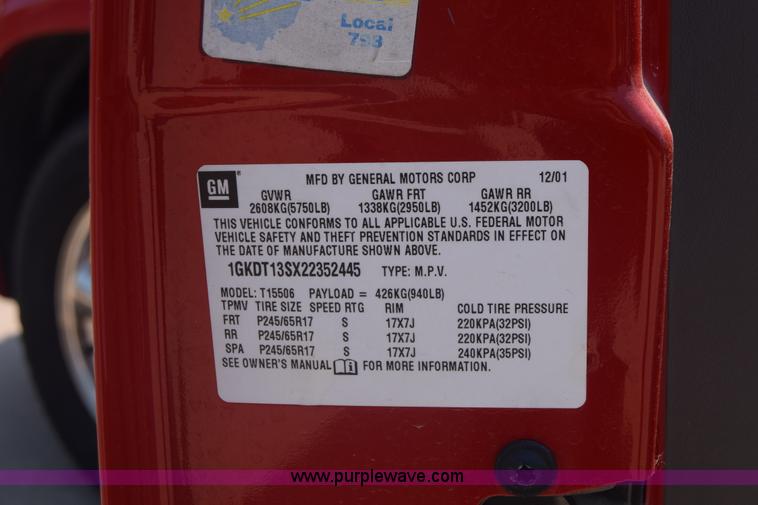 Local
793
GM
MFD BY GENERAL MOTORS CORP 12/01
GVWR GAWR FRT GAWR RR
2608KG(5750LB) 1338KG(2950LB) 1452KG(3200LB)
THIS VEHICLE CONFORMS TO ALL APPLICABLE U.S. FEDERAL MOTOR
VEHICLE SAFETY AND THEFT PREVENTION STANDARDS IN EFFECT ON
THE DATE OF MANUFACTURE SHOWN ABOVE.
1GKDT13SX22352445 TYPE: M.P.V.
MODEL: T15506 PAYLOAD = 426KG(940LB)
TPMV TIRE SIZE SPEED RTG RIM COLD TIRE PRESSURE
FRT P245/65R17 S 17X7J 220KPA(32PSI)
RR P245/65R17 S 17X7J 220KPA(32PSI)
SPA P245/65R17 S 17X7J 240KPA(35PSI)
SEE OWNER'S MANUAL FOR MORE INFORMATION.
www.purplewave.com